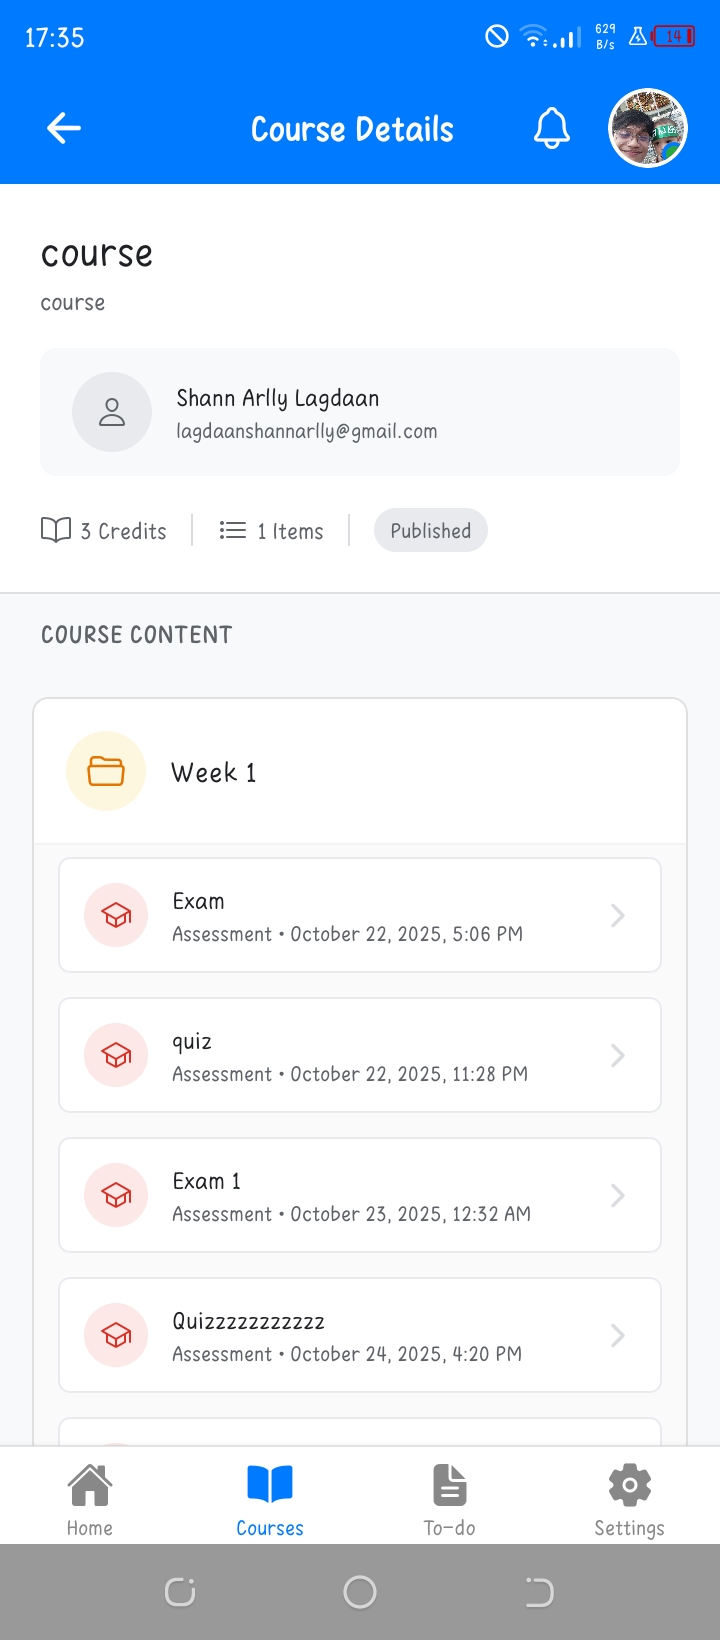 17:35
629
B/s
14
Course Details
course
course
Shann Arlly Lagdaan
lagdaanshannarlly@gmail.com
3 Credits
1 Items
Published
COURSE CONTENT
Week 1
Exam
Assessment • October 22, 2025, 5:06 PM
quiz
Assessment • October 22, 2025, 11:28 PM
Exam 1
Assessment • October 23, 2025, 12:32 AM
Quizzzzzzzzzzz
Assessment • October 24, 2025, 4:20 PM
Home
Courses
To-do
Settings